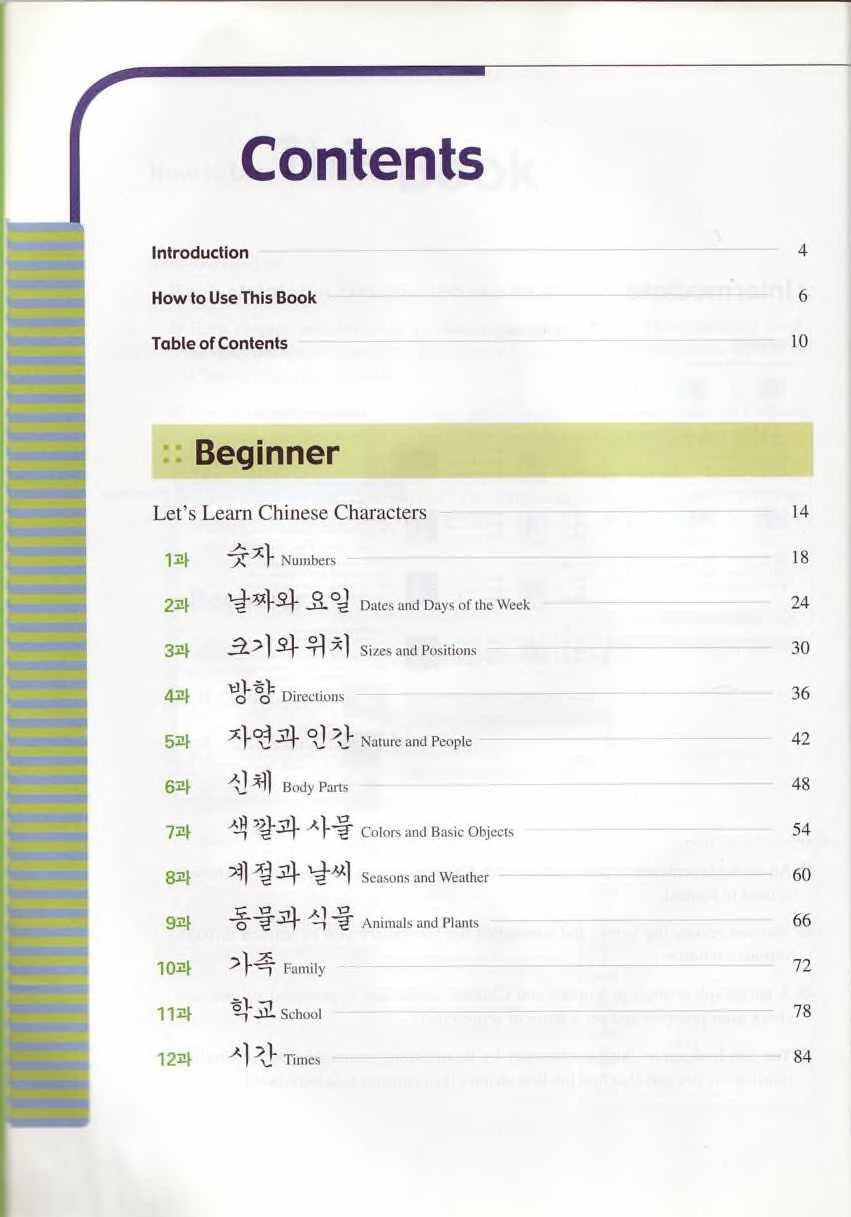 Contents
Introduction 4
How to Use This Book 6
Table of Contents 10
:: Beginner
Let's Learn Chinese Characters 14
1과 숫자 Numbers 18
2과 날짜와 요일 Dates and Days of the Week 24
3과 크기와 위치 Sizes and Positions 30
4과 방향 Directions 36
5과 자연과 인간 Nature and People 42
6과 신체 Body Parts 48
7과 색깔과 사물 Colors and Basic Objects 54
8과 계절과 날씨 Seasons and Weather 60
9과 동물과 식물 Animals and Plants 66
10과 가족 Family 72
11과 학교 School 78
12과 시간 Times 84